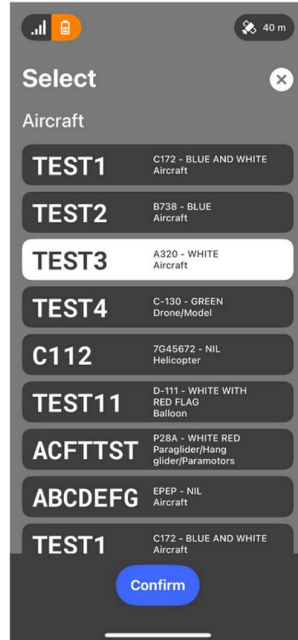 40 m
Select
Aircraft
TEST1
C172 - BLUE AND WHITE
Aircraft
TEST2
B738 - BLUE
Aircraft
TEST3
A320 - WHITE
Aircraft
TEST4
C-130 - GREEN
Drone/Model
C112
7G45672 - NIL
Helicopter
TEST11
D-111 - WHITE WITH
RED FLAG
Balloon
ACFTTST
P28A - WHITE RED
Paraglider/Hang
glider/Paramotors
ABCDEFG
EPEP - NIL
Aircraft
TEST1
C172 - BLUE AND WHITE
Aircraft
Confirm